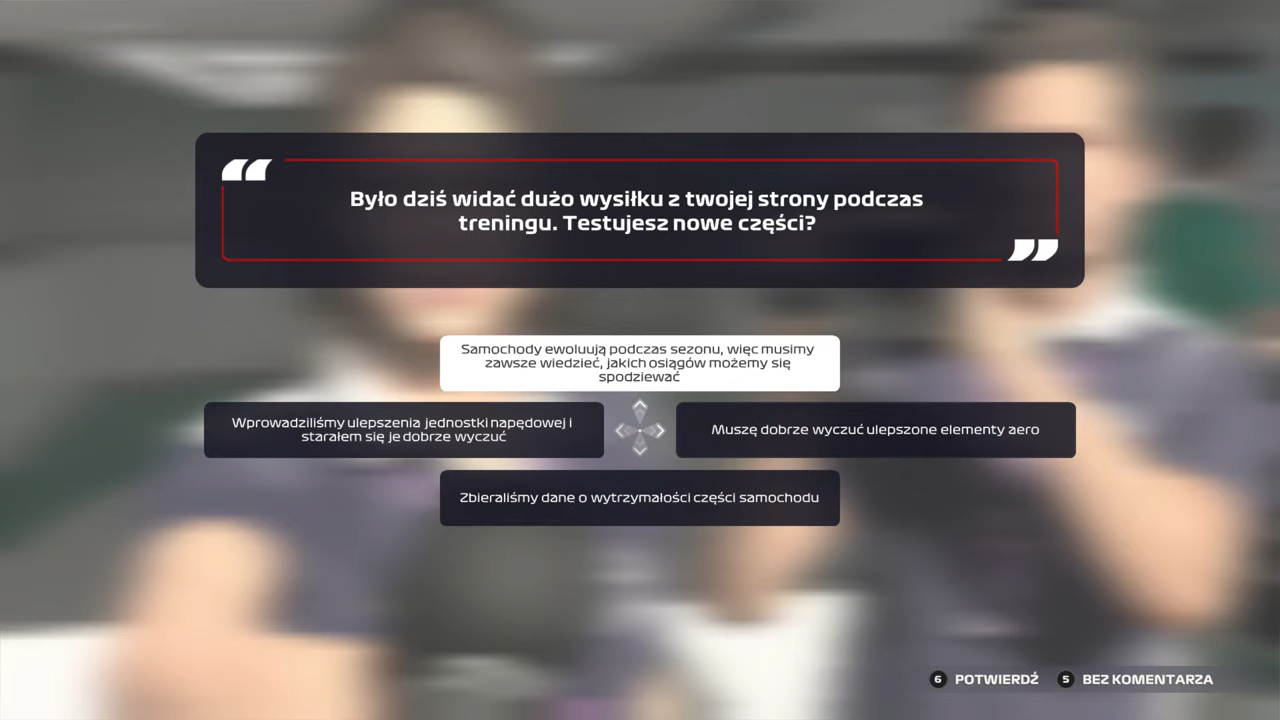 Było dziś widać dużo wysiłku z twojej strony podczas
treningu. Testujesz nowe części?
Samochody ewoluują podczas sezonu, więc musimy
zawsze wiedzieć, jakich osiągów możemy się
spodziewać
Wprowadziliśmy ulepszenia jednostki napędowej i
starałem się je dobrze wyczuć
Muszę dobrze wyczuć ulepszone elementy aero
Zbieraliśmy dane o wytrzymałości części samochodu
6 POTWIERDŹ 5 BEZ KOMENTARZA